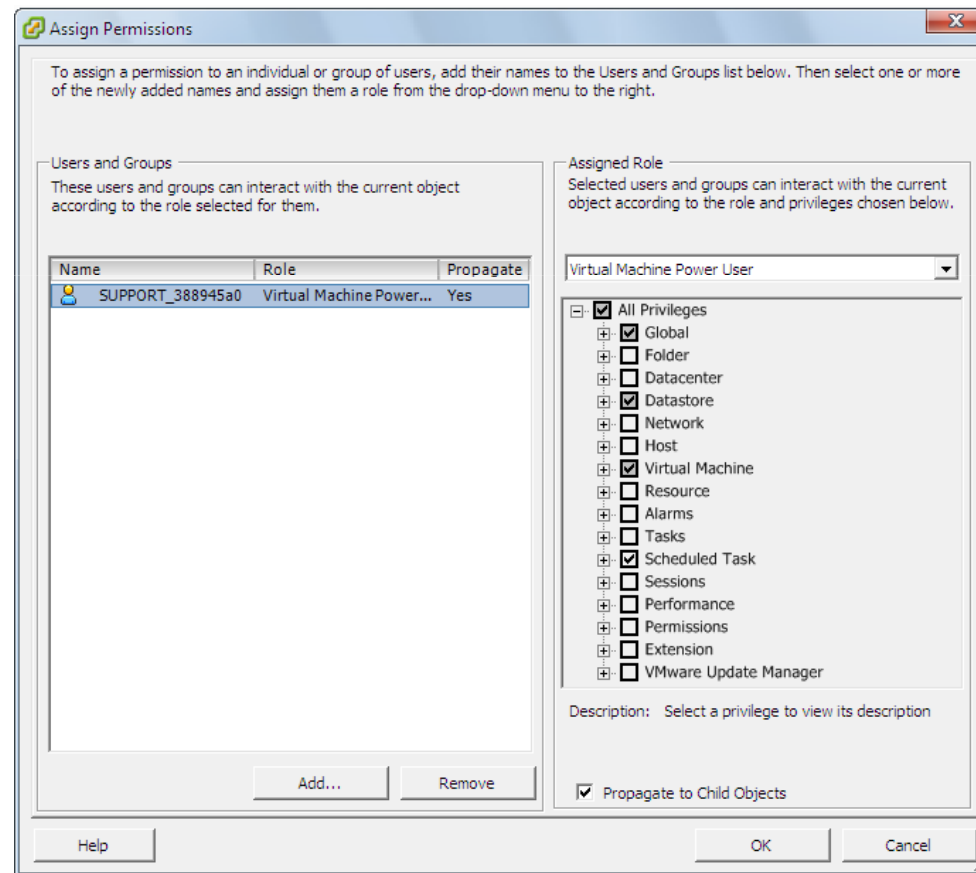 Assign Permissions
To assign a permission to an individual or group of users, add their names to the Users and Groups list below. Then select one or more
of the newly added names and assign them a role from the drop-down menu to the right.
Users and Groups
These users and groups can interact with the current object
according to the role selected for them.
Name Role Propagate
SUPPORT_388945a0 Virtual Machine Power... Yes
Add... Remove
Assigned Role
Selected users and groups can interact with the current
object according to the role and privileges chosen below.
Virtual Machine Power User
All Privileges
Global
Folder
Datacenter
Datastore
Network
Host
Virtual Machine
Resource
Alarms
Tasks
Scheduled Task
Sessions
Performance
Permissions
Extension
VMware Update Manager
Description: Select a privilege to view its description
Propagate to Child Objects
Help OK Cancel